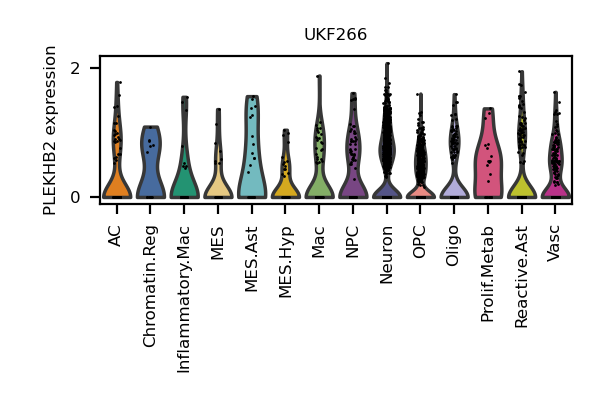 UKF266
PLEKHB2 expression
2
0
AC
Chromatin.Reg
Inflammatory.Mac
MES
MES.Ast
MES.Hyp
Mac
NPC
Neuron
OPC
Oligo
Prolif.Metab
Reactive.Ast
Vasc